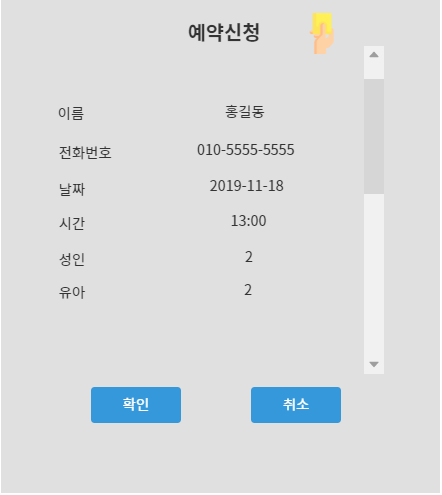 예약신청
이름 홍길동
전화번호 010-5555-5555
날짜 2019-11-18
시간 13:00
성인 2
유아 2
확인 취소